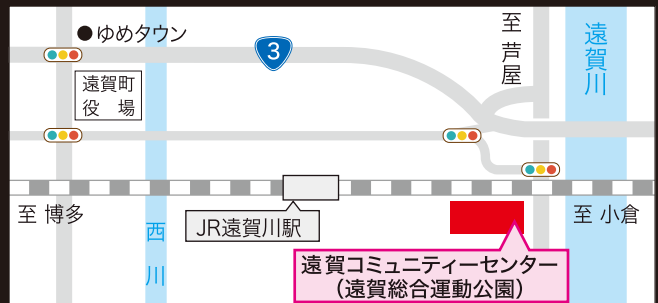 ●ゆめタウン
3
至 芦屋
遠賀川
遠賀町
役 場
至 博多
西川
JR遠賀川駅
至 小倉
遠賀コミュニティーセンター
（遠賀総合運動公園）